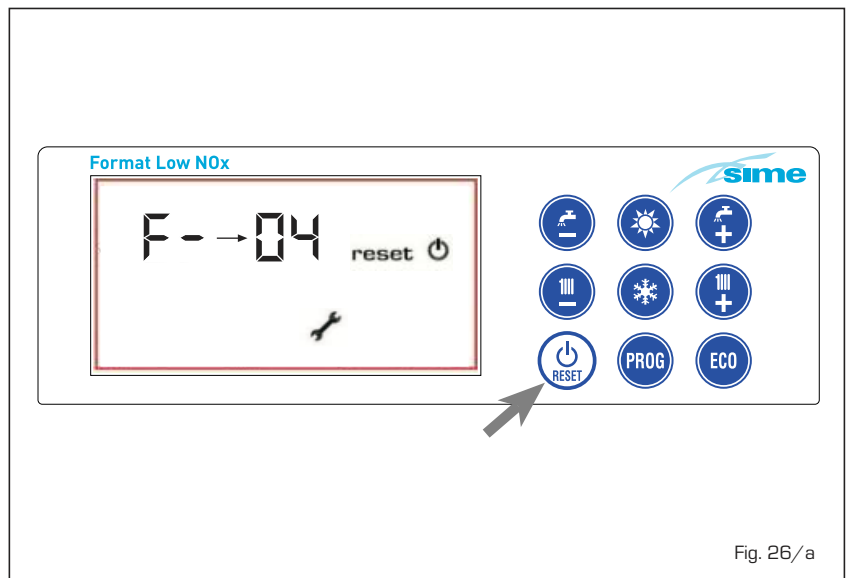 Format Low NOx
sime
F- → 04 reset
RESET
PROG
ECO
Fig. 26/a